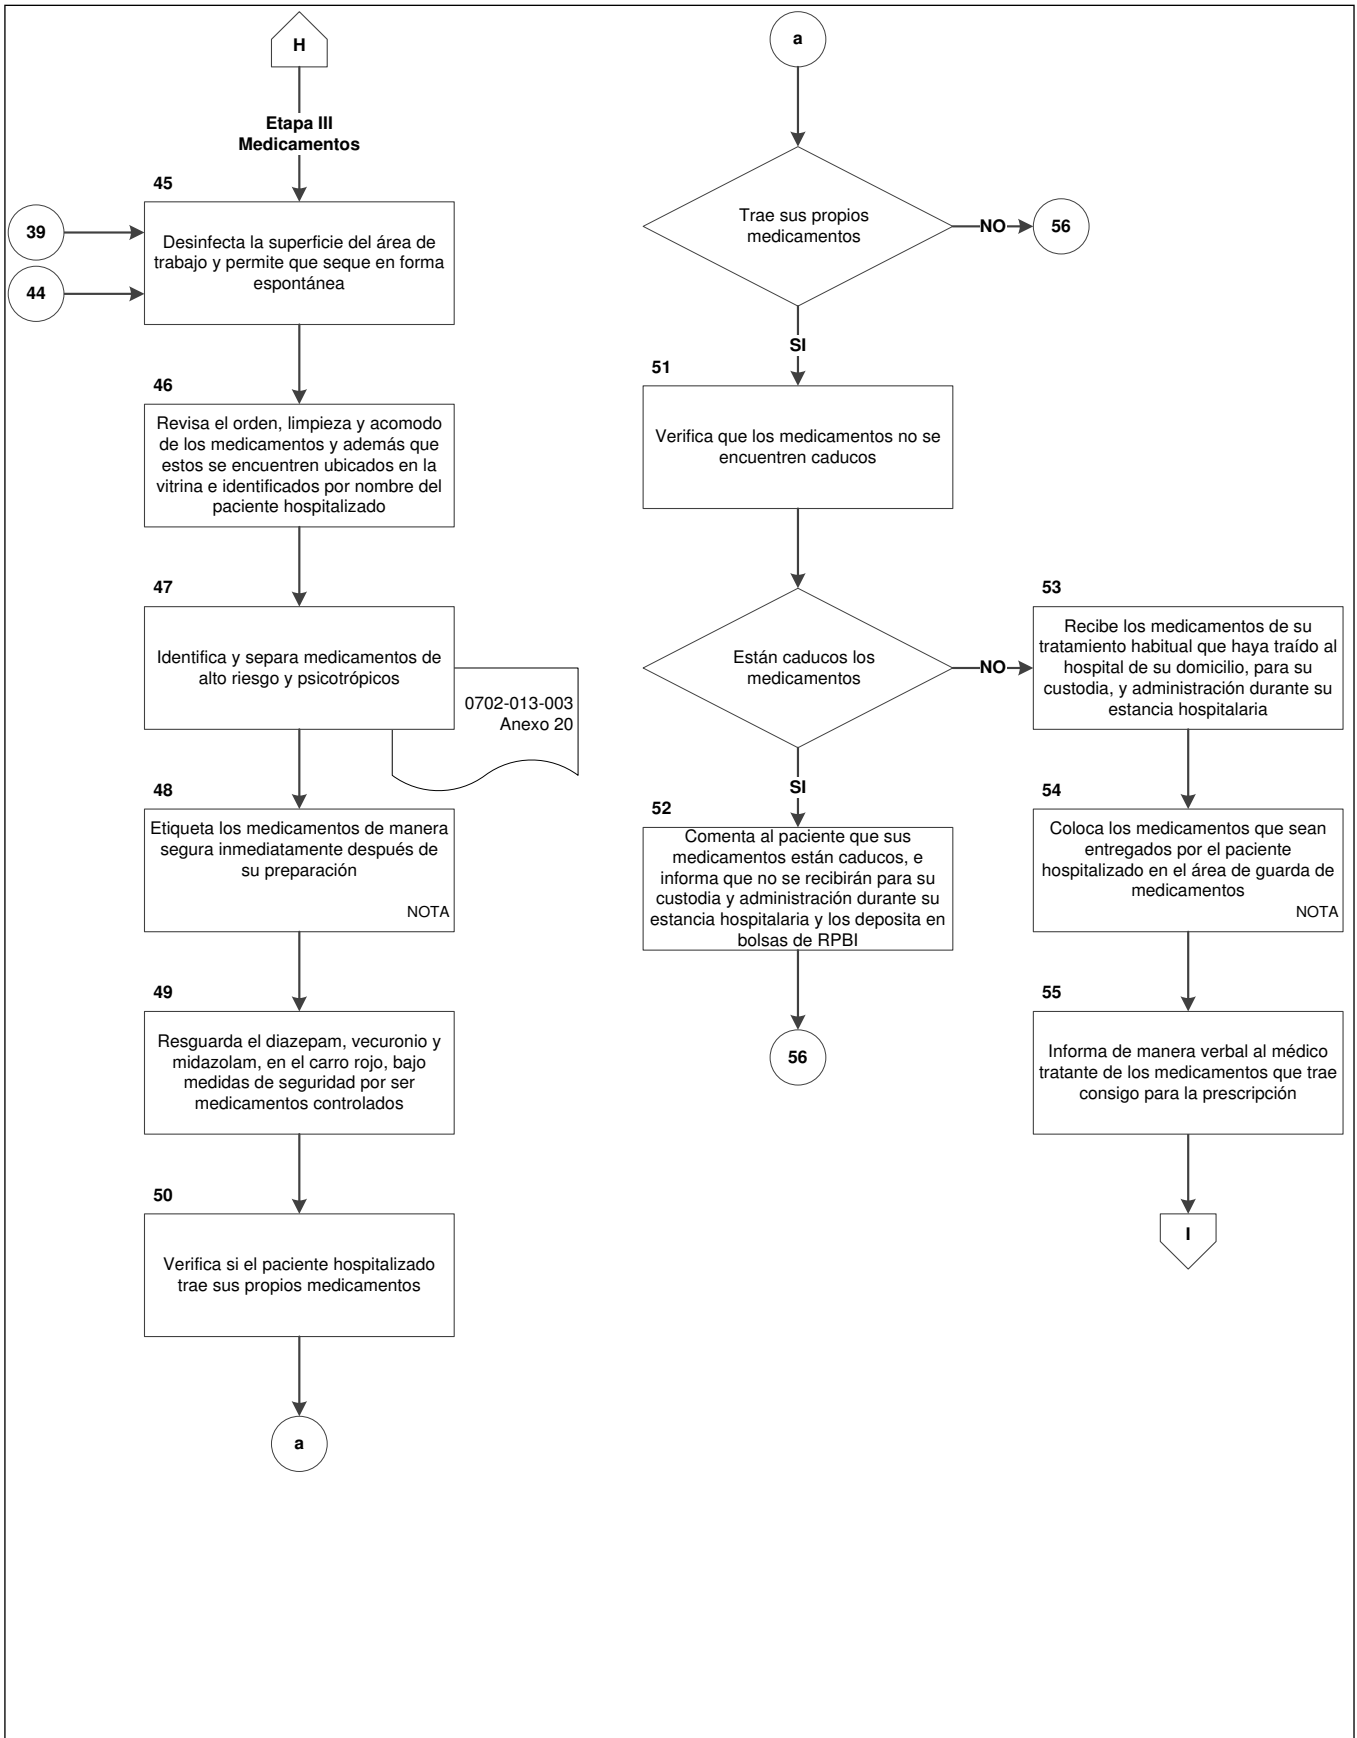 H
Etapa III
Medicamentos
45
39
44
Desinfecta la superficie del área de
trabajo y permite que seque en forma
espontánea
46
Revisa el orden, limpieza y acomodo
de los medicamentos y además que
estos se encuentren ubicados en la
vitrina e identificados por nombre del
paciente hospitalizado
47
Identifica y separa medicamentos de
alto riesgo y psicotrópicos
0702-013-003
Anexo 20
48
Etiqueta los medicamentos de manera
segura inmediatamente después de
su preparación
NOTA
49
Resguarda el diazepam, vecuronio y
midazolam, en el carro rojo, bajo
medidas de seguridad por ser
medicamentos controlados
50
Verifica si el paciente hospitalizado
trae sus propios medicamentos
a
a
Trae sus propios
medicamentos
NO
56
SI
51
Verifica que los medicamentos no se
encuentren caducos
Están caducos los
medicamentos
NO
SI
52
Comenta al paciente que sus
medicamentos están caducos, e
informa que no se recibirán para su
custodia y administración durante su
estancia hospitalaria y los deposita en
bolsas de RPBI
56
53
Recibe los medicamentos de su
tratamiento habitual que haya traído al
hospital de su domicilio, para su
custodia, y administración durante su
estancia hospitalaria
54
Coloca los medicamentos que sean
entregados por el paciente
hospitalizado en el área de guarda de
medicamentos
NOTA
55
Informa de manera verbal al médico
tratante de los medicamentos que trae
consigo para la prescripción
I